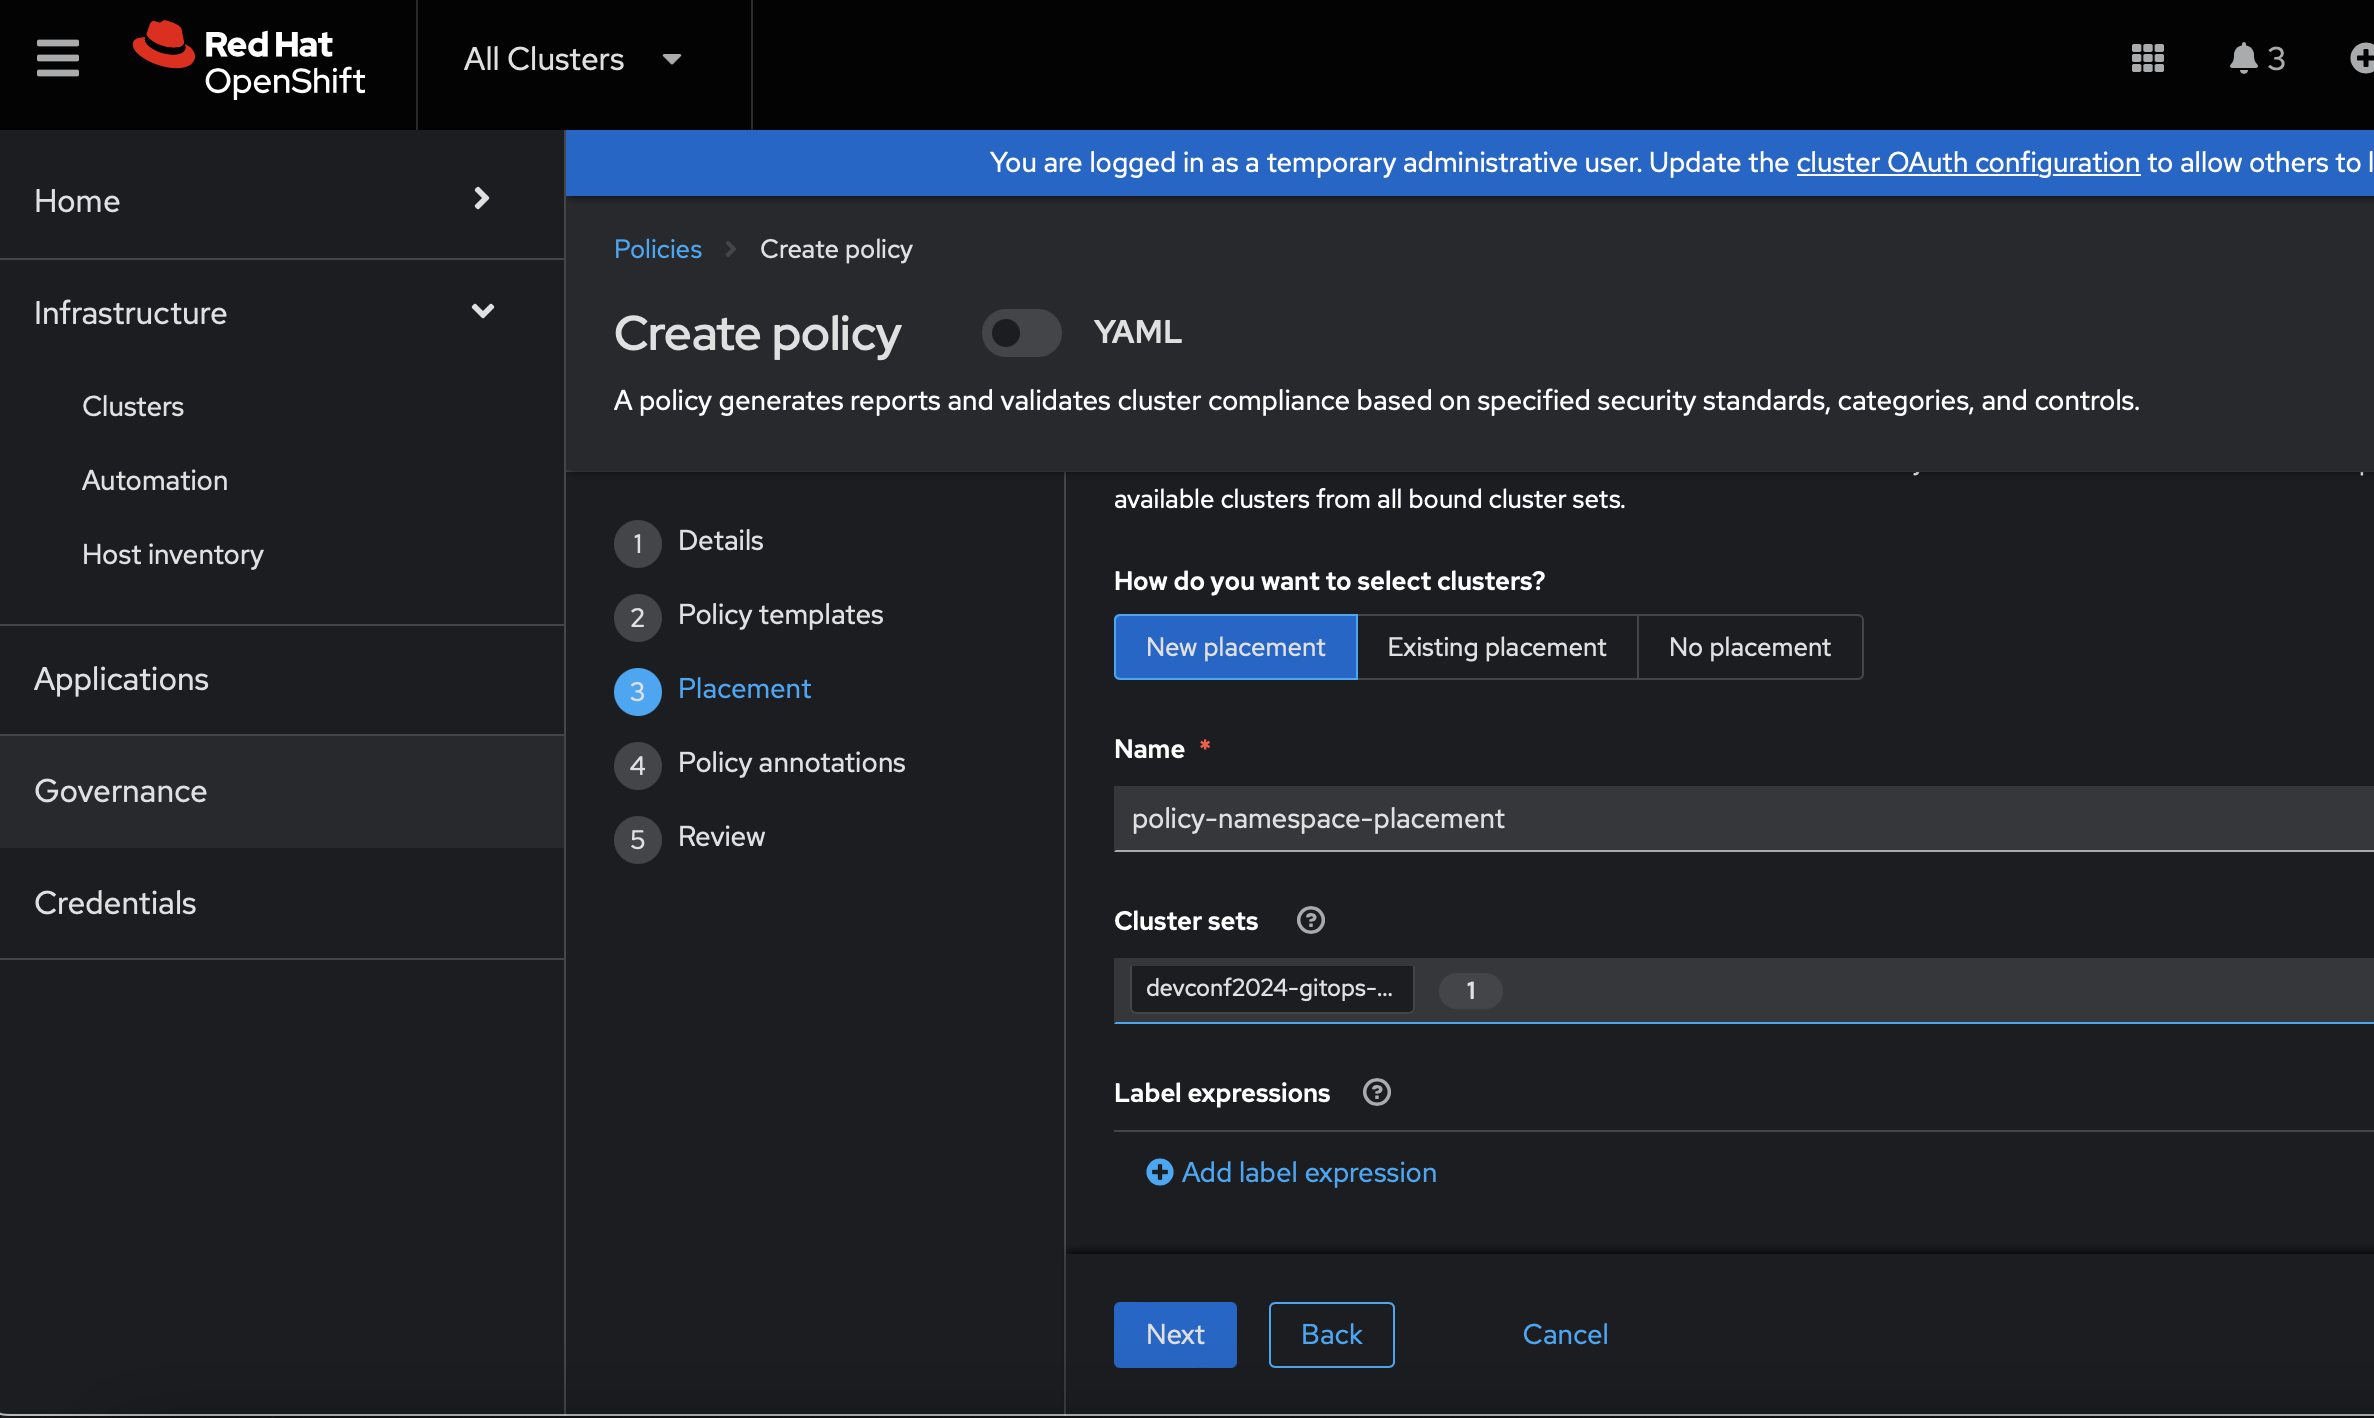 Red Hat
OpenShift
All Clusters
3
You are logged in as a temporary administrative user. Update the cluster OAuth configuration to allow others to
Home
Infrastructure
Clusters
Automation
Host inventory
Applications
Governance
Credentials
Policies
Create policy
Create policy
YAML
A policy generates reports and validates cluster compliance based on specified security standards, categories, and controls.
1 Details
2 Policy templates
3 Placement
4 Policy annotations
5 Review
available clusters from all bound cluster sets.
How do you want to select clusters?
New placement
Existing placement
No placement
Name *
policy-namespace-placement
Cluster sets
devconf2024-gitops-...
1
Label expressions
Add label expression
Next
Back
Cancel